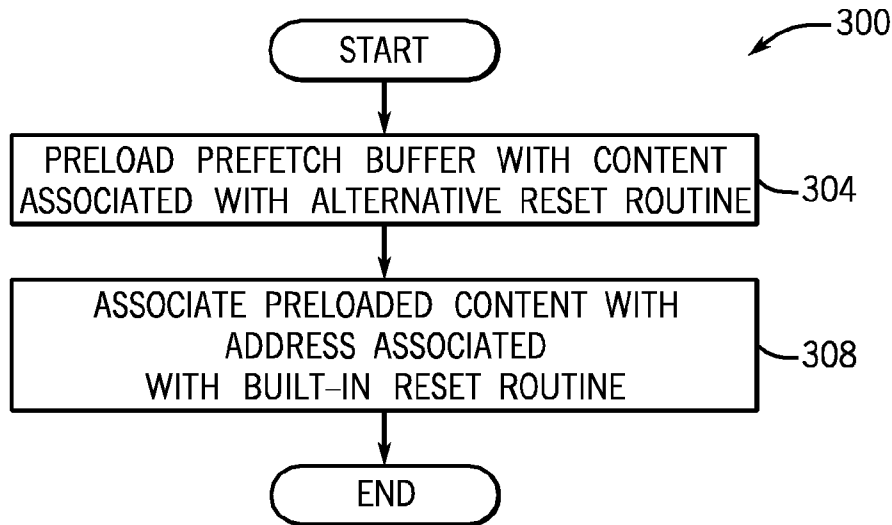 START
300
PRELOAD PREFETCH BUFFER WITH CONTENT
ASSOCIATED WITH ALTERNATIVE RESET ROUTINE
304
ASSOCIATE PRELOADED CONTENT WITH
ADDRESS ASSOCIATED
WITH BUILT-IN RESET ROUTINE
308
END